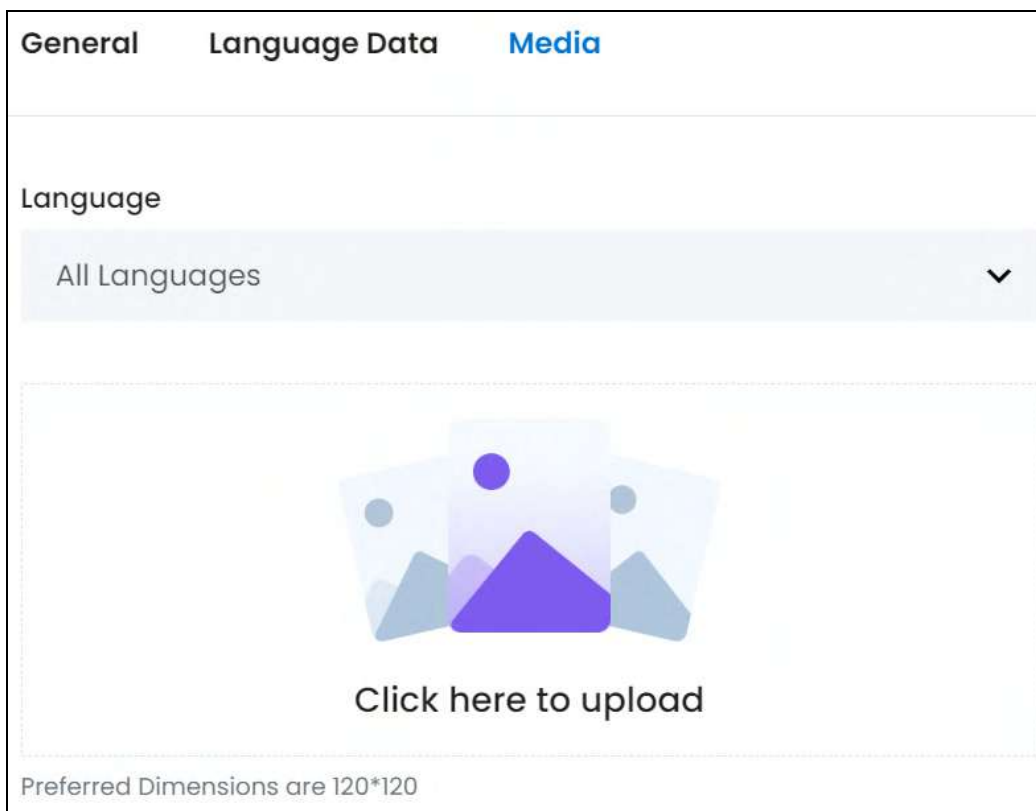 General Language Data Media
Language
All Languages
Click here to upload
Preferred Dimensions are 120*120